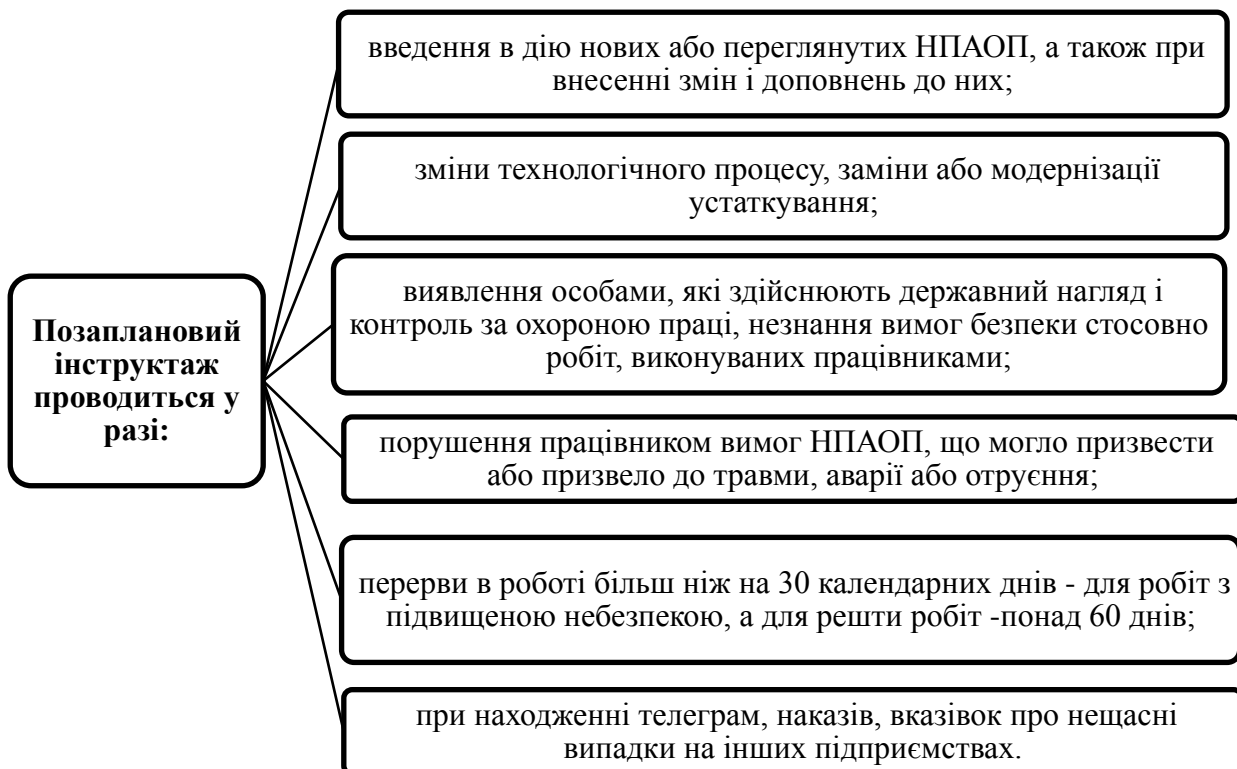 введення в дію нових або переглянутих НПАОП, а також при
внесенні змін і доповнень до них;
зміни технологічного процесу, заміни або модернізації
устаткування;
виявлення особами, які здійснюють державний нагляд і
контроль за охороною праці, незнання вимог безпеки стосовно
робіт, виконуваних працівниками;
Позаплановий
інструктаж
проводиться у
разі:
порушення працівником вимог НПАОП, що могло призвести
або призвело до травми, аварії або отруєння;
перерви в роботі більш ніж на 30 календарних днів - для робіт з
підвищеною небезпекою, а для решти робіт -понад 60 днів;
при находженні телеграм, наказів, вказівок про нещасні
випадки на інших підприємствах.